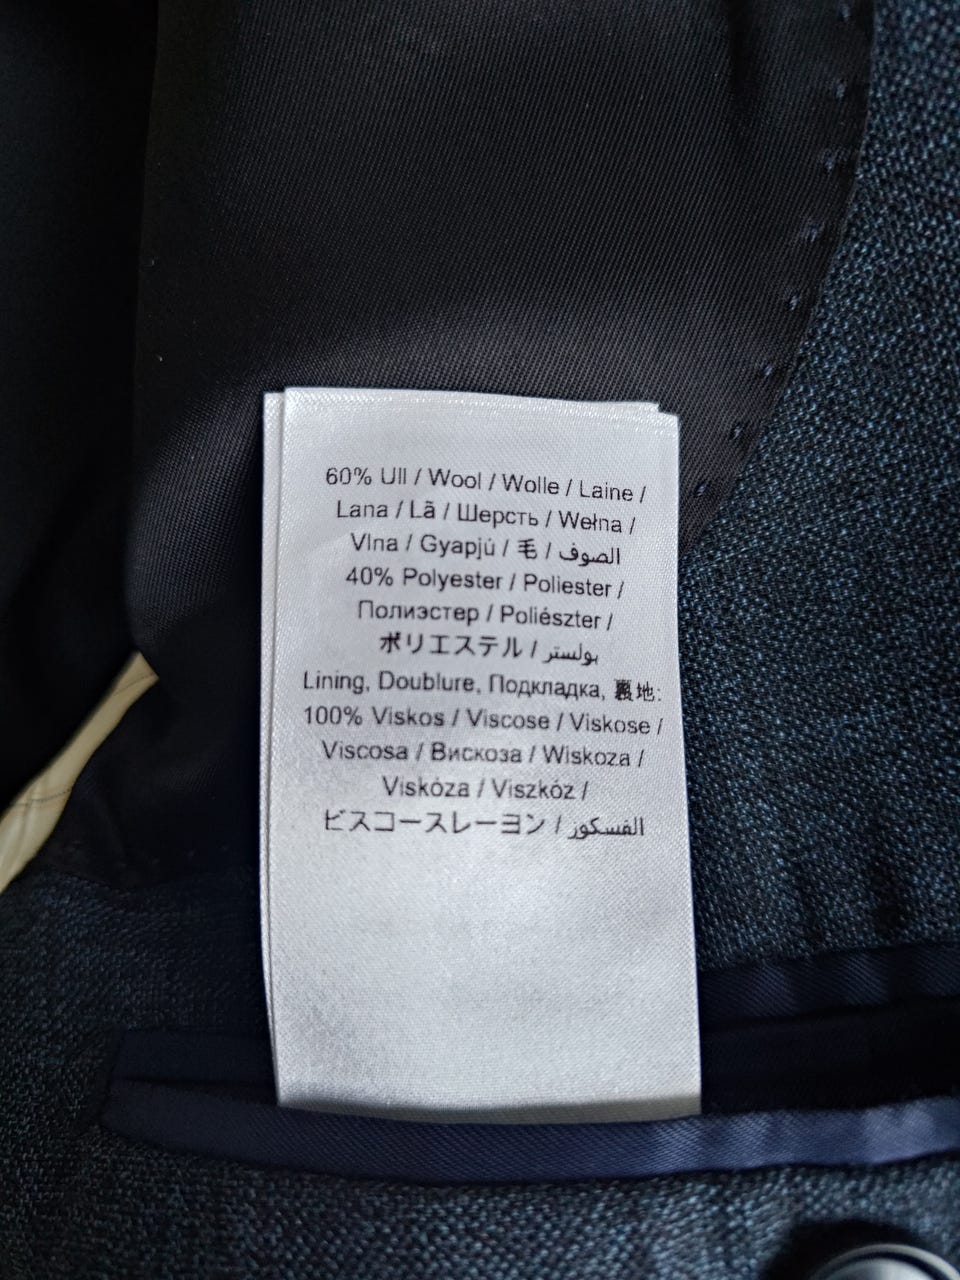 60% Ull / Wool / Wolle / Laine /
Lana / Lã / Шерсть / Wełna /
Vlna / Gyapjú / 毛 / الصوف
40% Polyester / Poliester /
Полиэстер / Poliészter /
ポリエステル / بولستر
Lining, Doublure, Подкладка, 裏地:
100% Viskos / Viscose / Viskose /
Viscosa / Вискоза / Wiskoza /
Viskóza / Viszkóz /
ビスコースレーヨン / الفسكوز